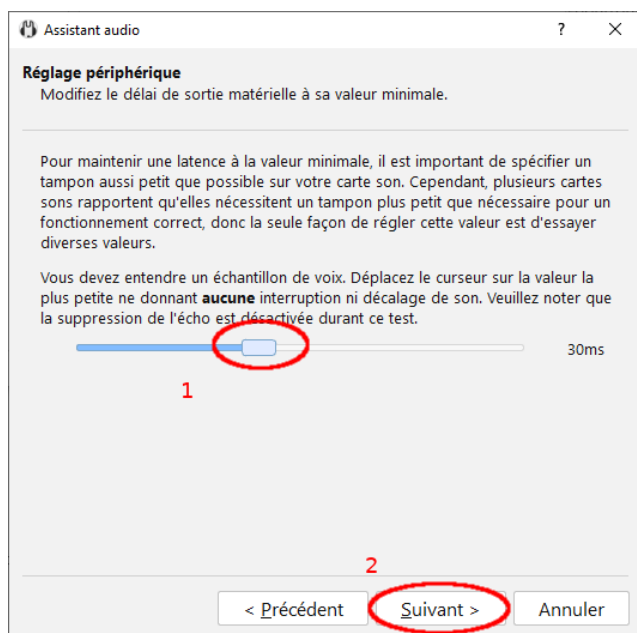 Assistant audio ? ×
Réglage périphérique
Modifiez le délai de sortie matérielle à sa valeur minimale.
Pour maintenir une latence à la valeur minimale, il est important de spécifier un
tampon aussi petit que possible sur votre carte son. Cependant, plusieurs cartes
sons rapportent qu'elles nécessitent un tampon plus petit que nécessaire pour un
fonctionnement correct, donc la seule façon de régler cette valeur est d'essayer
diverses valeurs.
Vous devez entendre un échantillon de voix. Déplacez le curseur sur la valeur la
plus petite ne donnant aucune interruption ni décalage de son. Veuillez noter que
la suppression de l'écho est désactivée durant ce test.
30ms
1
2
< Précédent Suivant > Annuler